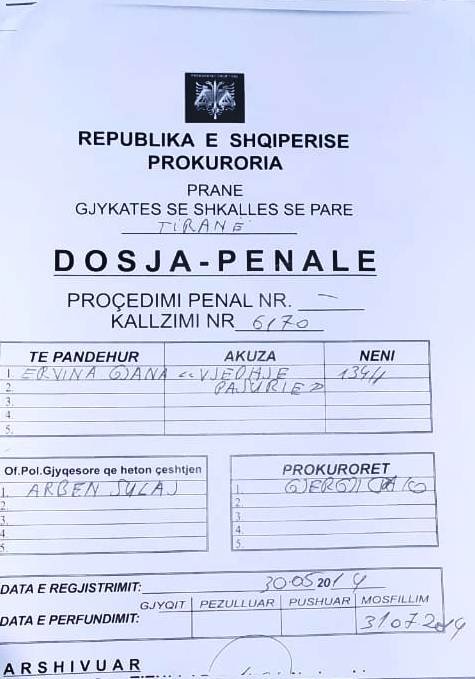 REPUBLIKA E SHQIPERISE
PROKURORIA
PRANE
GJYKATES SE SHKALLES SE PARE
TIRANE
DOSJA-PENALE
PROÇEDIMI PENAL NR. —
KALLZIMI NR 6170
TE PANDEHUR AKUZA NENI
1. ERVINA GJANA «VJEDHJE 134/1
2. PASURIE»
3.
4.
5.
Of.Pol.Gjyqesore qe heton çeshtjen
1. ARBEN SULAJ
2.
3.
4.
5.
PROKURORET
1. GJERGJI
2.
3.
4.
5.
DATA E REGJISTRIMIT: 30.05 2014
GJYQIT PEZULLUAR PUSHUAR MOSFILLIM
DATA E PERFUNDIMIT: 31 07 2014
ARSHIVUAR